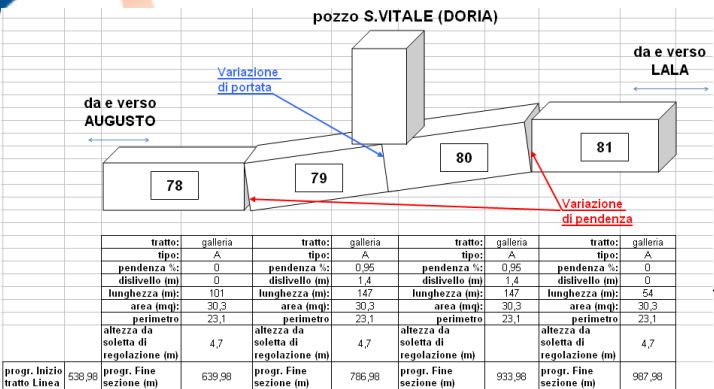 pozzo S.VITALE (DORIA)
Variazione
di portata
da e verso
LALA
da e verso
AUGUSTO
78
79
80
81
Variazione
di pendenza
tratto: galleria tratto: galleria tratto: galleria tratto: galleria
tipo: A tipo: A tipo: A tipo: A
pendenza %: 0 pendenza %: 0,95 pendenza %: 0,95 pendenza %: 0
dislivello (m) 0 dislivello (m) 1,4 dislivello (m) 1,4 dislivello (m) 0
lunghezza (m): 101 lunghezza (m): 147 lunghezza (m): 147 lunghezza (m): 54
area (mq): 30,3 area (mq): 30,3 area (mq): 30,3 area (mq): 30,3
perimetro 23,1 perimetro 23,1 perimetro 23,1 perimetro 23,1
altezza da altezza da altezza da altezza da
soletta di 4,7 soletta di 4,7 soletta di 4,7 soletta di 4,7
regolazione (m) regolazione (m) regolazione (m) regolazione (m)
progr. Inizio 538,98 progr. Fine 639,98 progr. Fine 786,98 progr. Fine 933,98 progr. Fine 987,98
tratto Linea sezione (m) sezione (m) sezione (m) sezione (m)